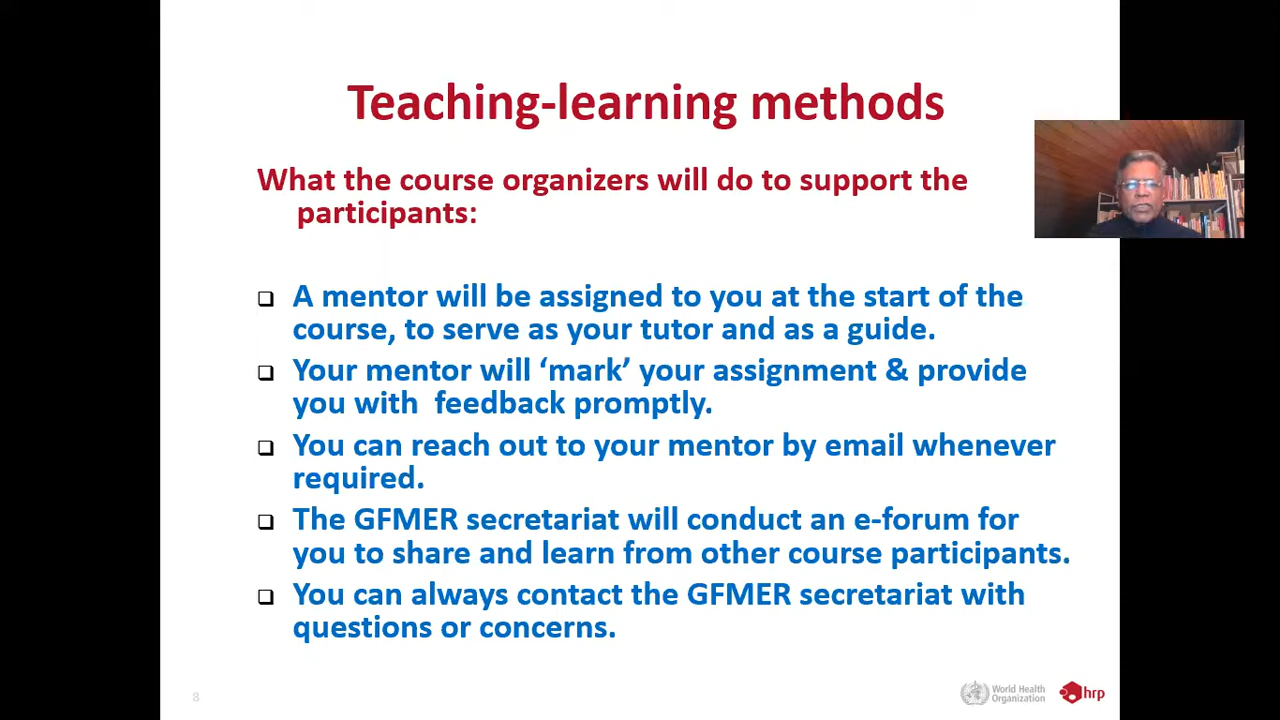 Teaching-learning methods
What the course organizers will do to support the
participants:
A mentor will be assigned to you at the start of the
course, to serve as your tutor and as a guide.
Your mentor will ‘mark’ your assignment & provide
you with  feedback promptly.
You can reach out to your mentor by email whenever
required.
The GFMER secretariat will conduct an e-forum for
you to share and learn from other course participants.
You can always contact the GFMER secretariat with
questions or concerns.
8
World Health
Organization
hrp